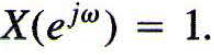 X(e^{jω}) = 1.